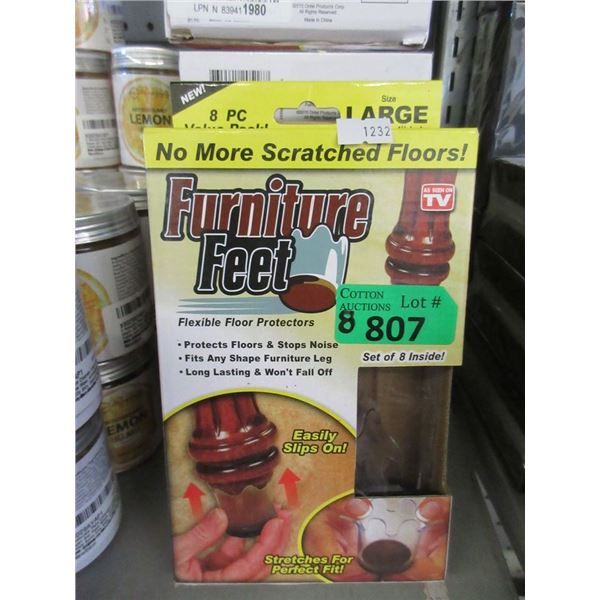 LPN N 839411980
Made in China
NEW!
8 PC
Value Pack!
Size
LARGE
1232
No More Scratched Floors!
AS SEEN ON
TV
Furniture
Feet
Flexible Floor Protectors
• Protects Floors & Stops Noise
• Fits Any Shape Furniture Leg
• Long Lasting & Won't Fall Off
COTTON
AUCTIONS
Lot #
8 807
Set of 8 Inside!
Easily
Slips On!
Stretches For
Perfect Fit!
LEMON
LEMON